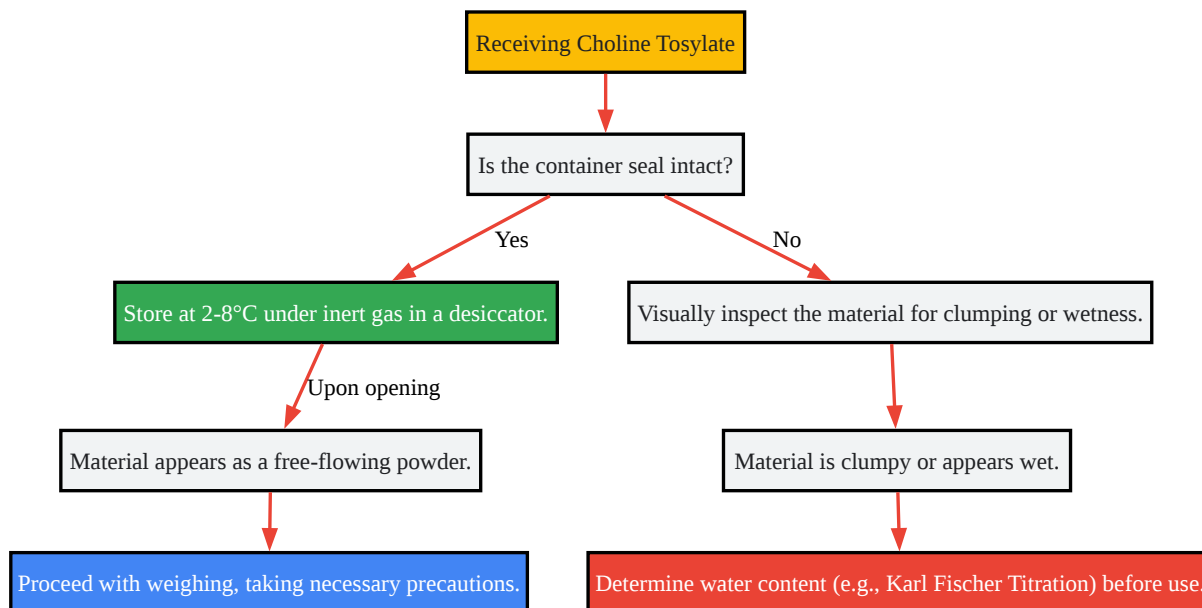 Receiving Choline Tosylate
Is the container seal intact?
Yes
No
Store at 2-8°C under inert gas in a desiccator.
Visually inspect the material for clumping or wetness.
Upon opening
Material appears as a free-flowing powder.
Material is clumpy or appears wet.
Proceed with weighing, taking necessary precautions.
Determine water content (e.g., Karl Fischer Titration) before use.